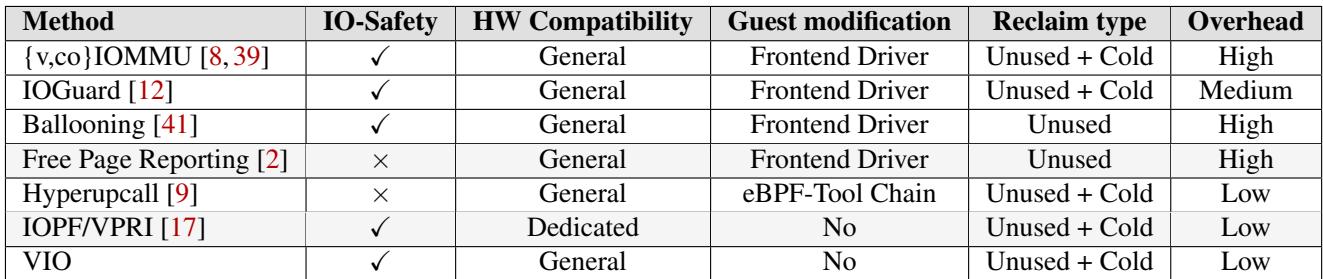 Method IO-Safety HW Compatibility Guest modification Reclaim type Overhead
{v,co}IOMMU [8, 39] ✓ General Frontend Driver Unused + Cold High
IOGuard [12] ✓ General Frontend Driver Unused + Cold Medium
Ballooning [41] ✓ General Frontend Driver Unused High
Free Page Reporting [2] × General Frontend Driver Unused High
Hyperupcall [9] × General eBPF-Tool Chain Unused + Cold Low
IOPF/VPRI [17] ✓ Dedicated No Unused + Cold Low
VIO ✓ General No Unused + Cold Low